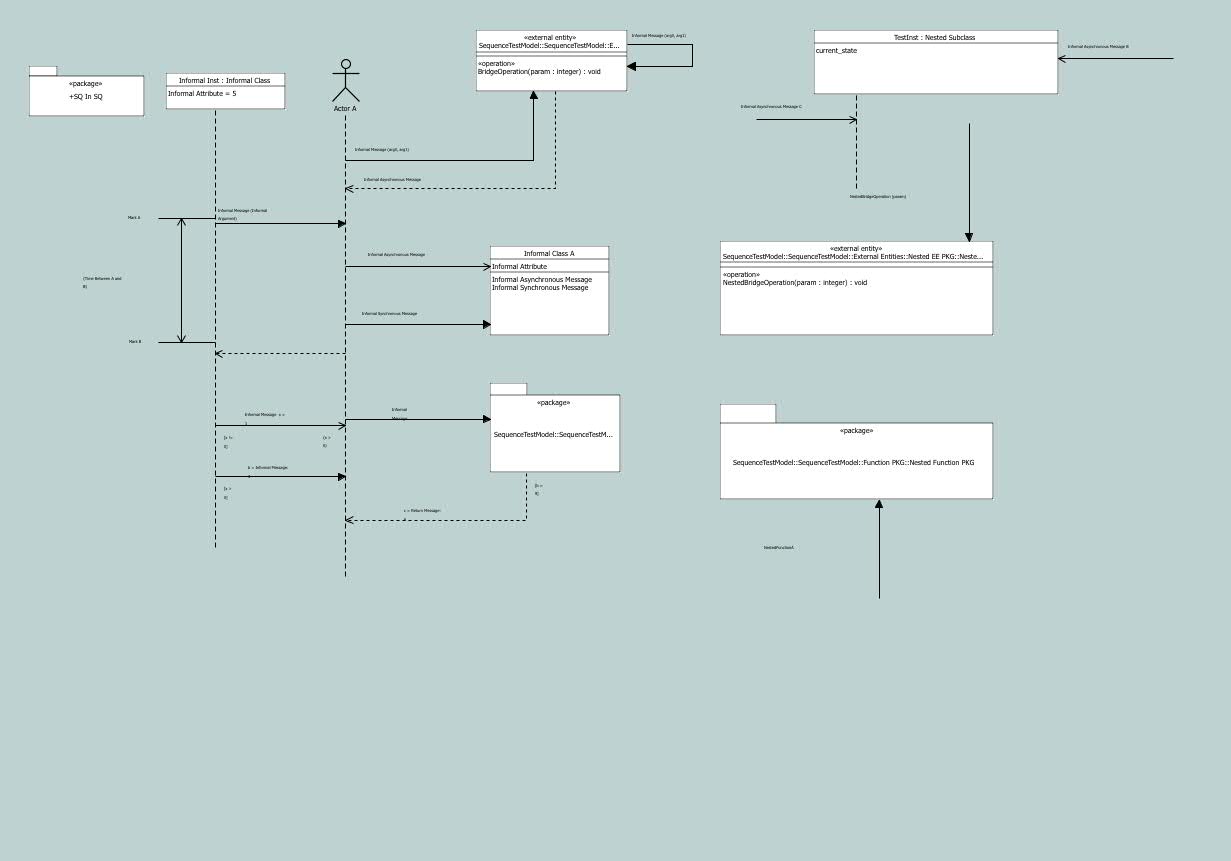 «package»
+SQ In SQ
Informal Inst : Informal Class
Informal Attribute = 5
Actor A
«external entity»
SequenceTestModel::SequenceTestModel::E...
«operation»
BridgeOperation(param : integer) : void
Informal Message (arg0, arg1)
TestInst : Nested Subclass
current_state
Informal Asynchronous Message B
Informal Asynchronous Message C
Informal Message (arg0, arg1)
Informal Asynchronous Message
NestedBridgeOperation (param)
Mark A
Informal Message (Informal
Argument)
(Time Between A and
B)
Mark B
Informal Asynchronous Message
Informal Synchronous Message
Informal Class A
Informal Attribute
Informal Asynchronous Message
Informal Synchronous Message
«external entity»
SequenceTestModel::SequenceTestModel::External Entities::Nested EE PKG::Neste...
«operation»
NestedBridgeOperation(param : integer) : void
Informal Message
Informal
Message
«package»
SequenceTestModel::SequenceTestM...
= Informal Message
= Return Message
«package»
SequenceTestModel::SequenceTestModel::Function PKG::Nested Function PKG
NestedFunctionA